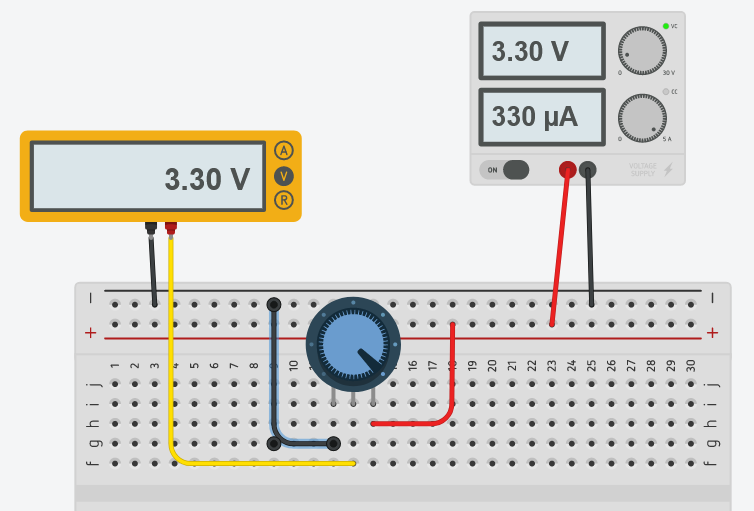 3.30 V
VC
0
30 V
330 µA
CC
0
5 A
ON
VOLTAGE
SUPPLY
3.30 V
A
V
R
−
−
+
+
1 2 3 4 5 6 7 8 9 10 14 15 16 17 18 19 20 21 22 23 24 25 26 27 28 29 30
j
j
i
i
h
h
g
g
f
f